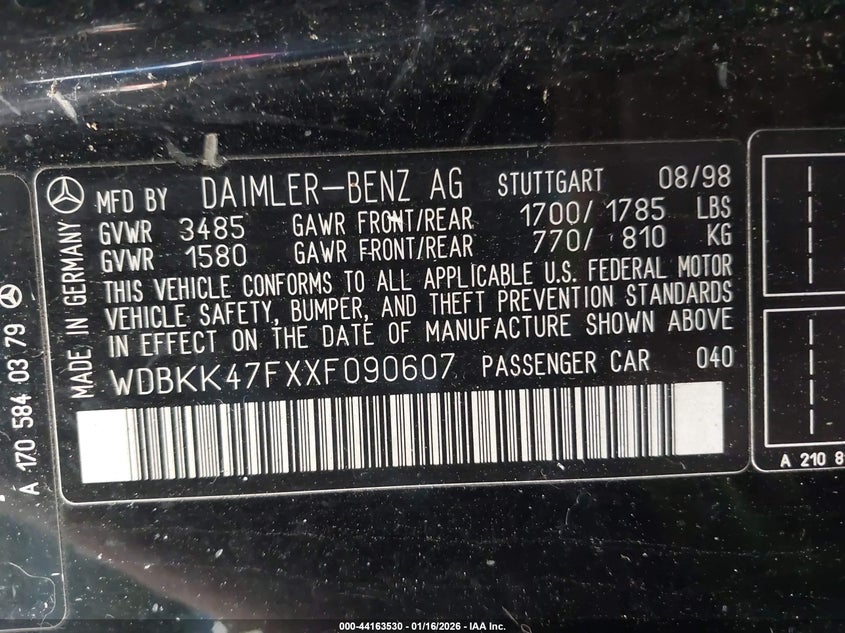 MFD BY DAIMLER-BENZ AG STUTTGART 08/98
GVWR 3485 GAWR FRONT/REAR 1700/ 1785 LBS
GVWR 1580 GAWR FRONT/REAR 770/ 810 KG
THIS VEHICLE CONFORMS TO ALL APPLICABLE U.S. FEDERAL MOTOR
VEHICLE SAFETY, BUMPER, AND THEFT PREVENTION STANDARDS
IN EFFECT ON THE DATE OF MANUFACTURE SHOWN ABOVE
WDBKK47FXXF090607 PASSENGER CAR 040
MADE IN GERMANY
A 170 584 03 79
A 210 8
000-44163530 - 01/16/2026 - IAA Inc.